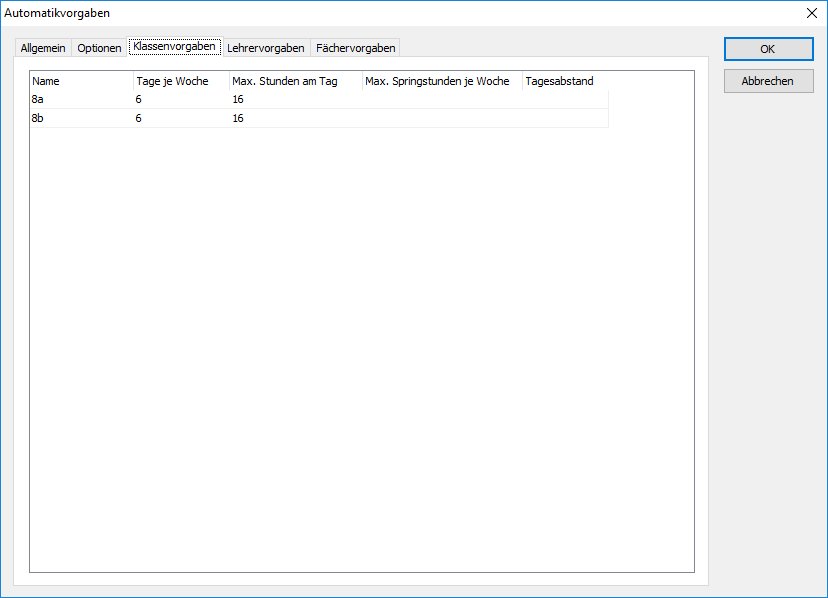 Automatikvorgaben
Allgemein Optionen Klassenvorgaben Lehrervorgaben Fächervorgaben
OK
Abbrechen
Name Tage je Woche Max. Stunden am Tag Max. Springstunden je Woche Tagesabstand
8a 6 16
8b 6 16